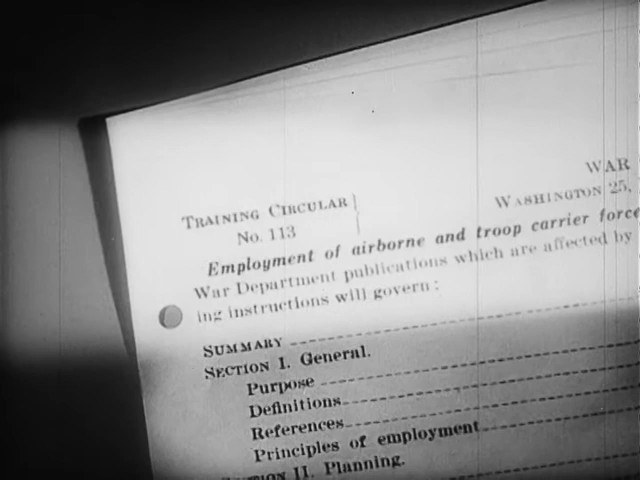 WAR
TRAINING CIRCULAR
WASHINGTON 25,
No. 113
Employment of airborne and troop carrier force
War Department publications which are affected by
ing instructions will govern:
SUMMARY
SECTION I. General.
Purpose
Definitions
References
Principles of employment
II. Planning.